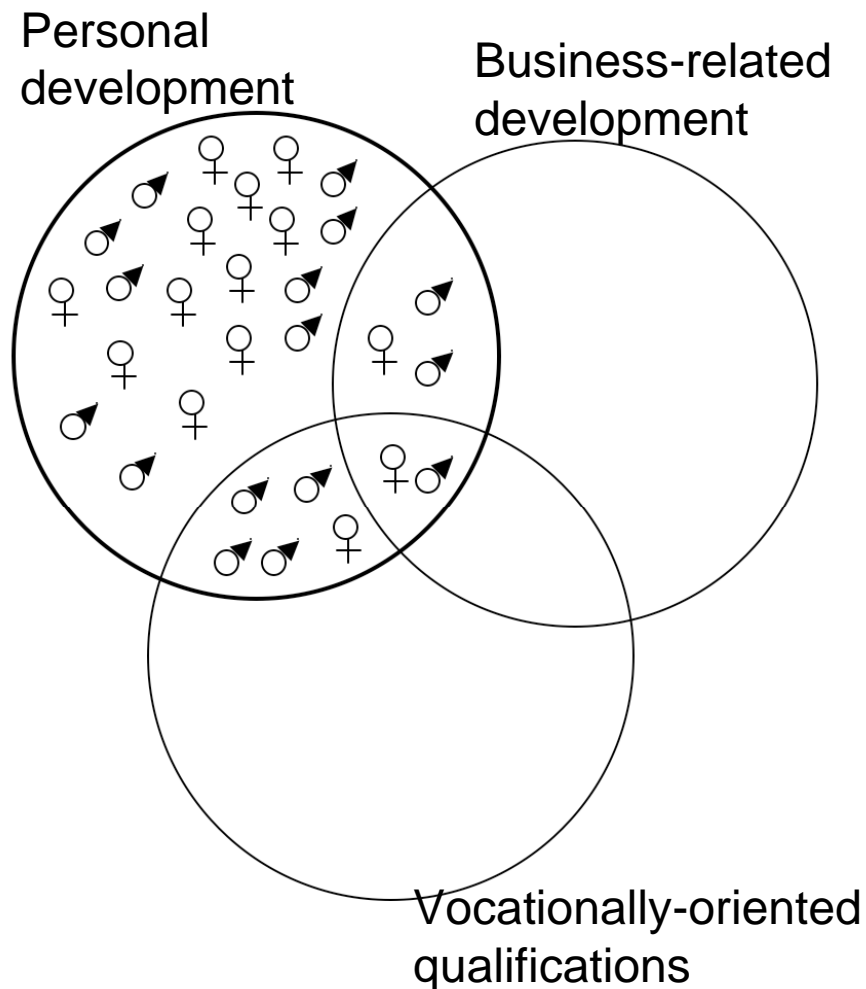 Personal
development
Business-related
development
Vocationally-oriented
qualifications